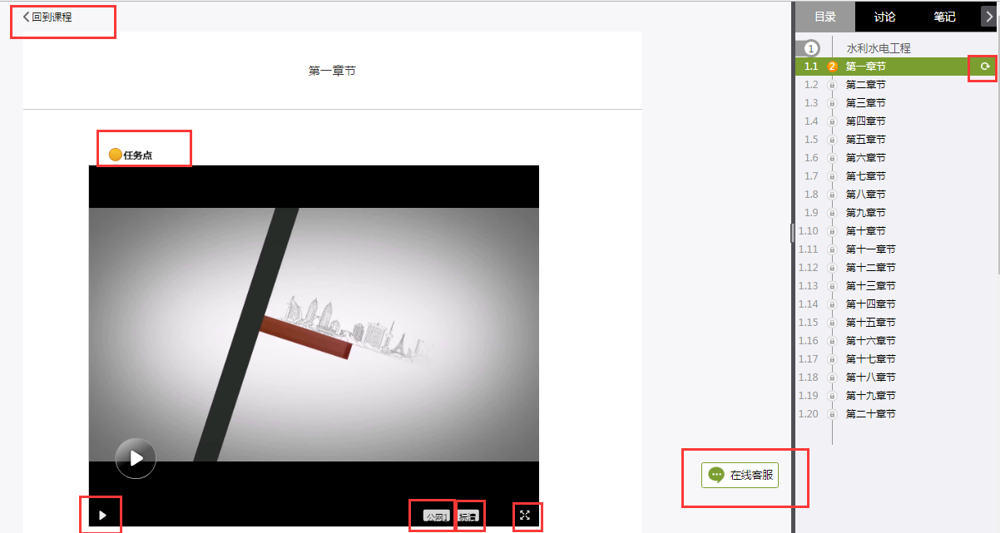 回到课程
第一章节
任务点
公网1
标清
在线客服
目录
讨论
笔记
1 水利水电工程
1.1 2 第一章节
1.2 第二章节
1.3 第三章节
1.4 第四章节
1.5 第五章节
1.6 第六章节
1.7 第七章节
1.8 第八章节
1.9 第九章节
1.10 第十章节
1.11 第十一章节
1.12 第十二章节
1.13 第十三章节
1.14 第十四章节
1.15 第十五章节
1.16 第十六章节
1.17 第十七章节
1.18 第十八章节
1.19 第十九章节
1.20 第二十章节